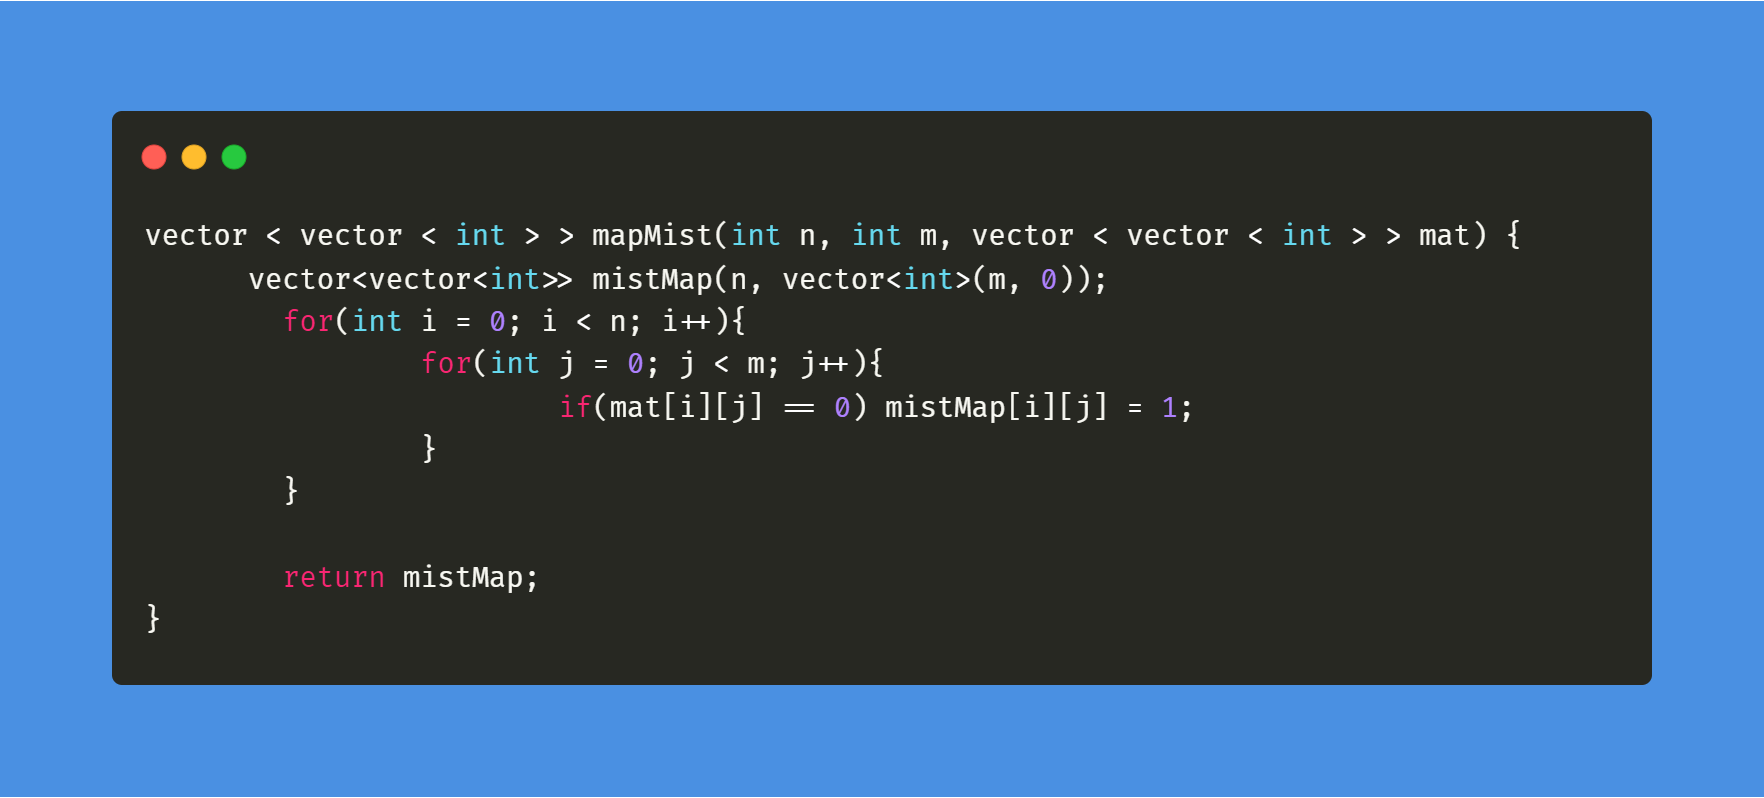 vector < vector < int > > mapMist(int n, int m, vector < vector < int > > mat) {
vector<vector<int>> mistMap(n, vector<int>(m, 0));
for(int i = 0; i < n; i++){
for(int j = 0; j < m; j++){
if(mat[i][j] == 0) mistMap[i][j] = 1;
}
}
return mistMap;
}